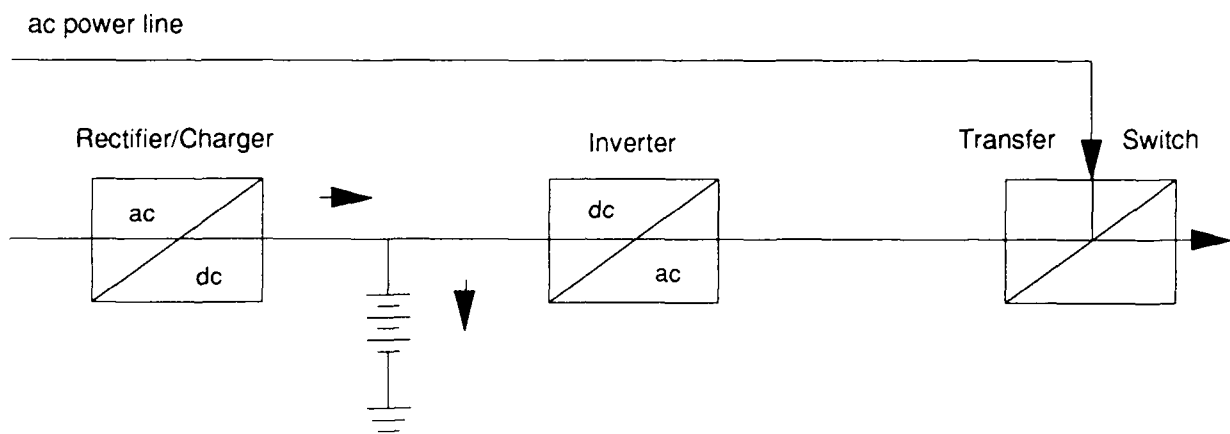 ac power line
Rectifier/Charger
Inverter
Transfer Switch
ac
dc
dc
ac